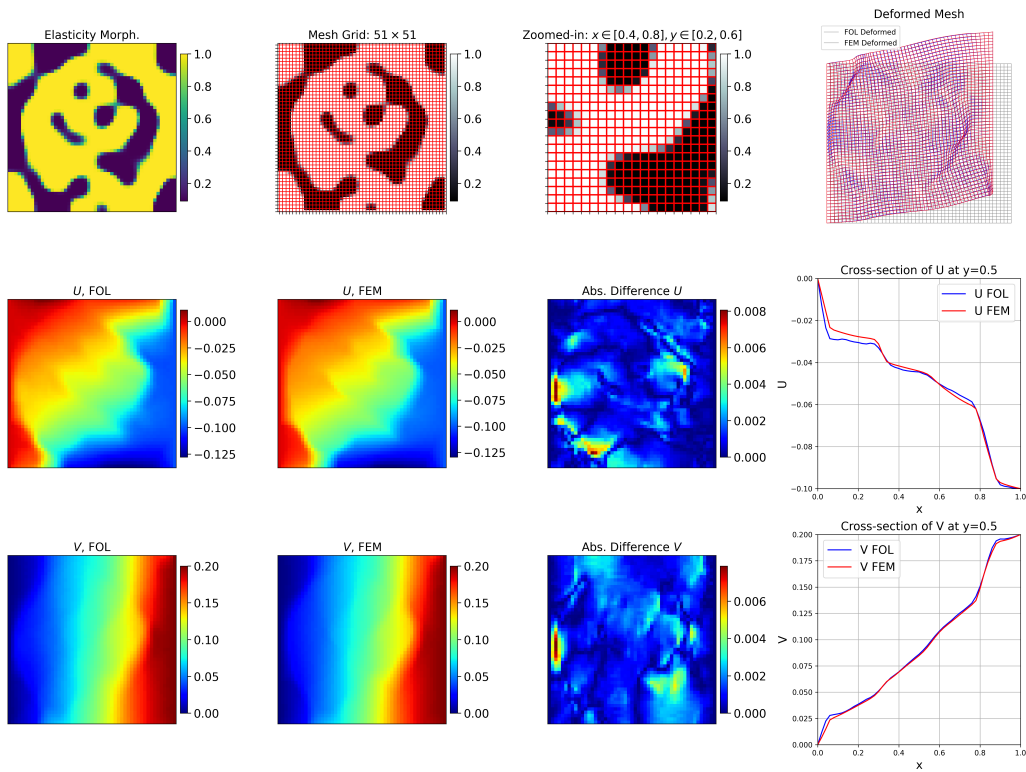 Elasticity Morph.
1.0
0.8
0.6
0.4
0.2
Mesh Grid: 51 × 51
1.0
0.8
0.6
0.4
0.2
Zoomed-in: x ∈ [0.4, 0.8], y ∈ [0.2, 0.6]
1.0
0.8
0.6
0.4
0.2
Deformed Mesh
FOL Deformed
FEM Deformed
U, FOL
0.000
−0.025
−0.050
−0.075
−0.100
−0.125
U, FEM
0.000
−0.025
−0.050
−0.075
−0.100
−0.125
Abs. Difference U
0.008
0.006
0.004
0.002
0.000
Cross-section of U at y=0.5
U FOL
U FEM
0.00
−0.02
−0.04
−0.06
−0.08
−0.10
U
0.0 0.2 0.4 0.6 0.8 1.0
x
V, FOL
0.20
0.15
0.10
0.05
0.00
V, FEM
0.20
0.15
0.10
0.05
0.00
Abs. Difference V
0.006
0.004
0.002
0.000
Cross-section of V at y=0.5
V FOL
V FEM
0.200
0.175
0.150
0.125
0.100
0.075
0.050
0.025
0.000
V
0.0 0.2 0.4 0.6 0.8 1.0
x